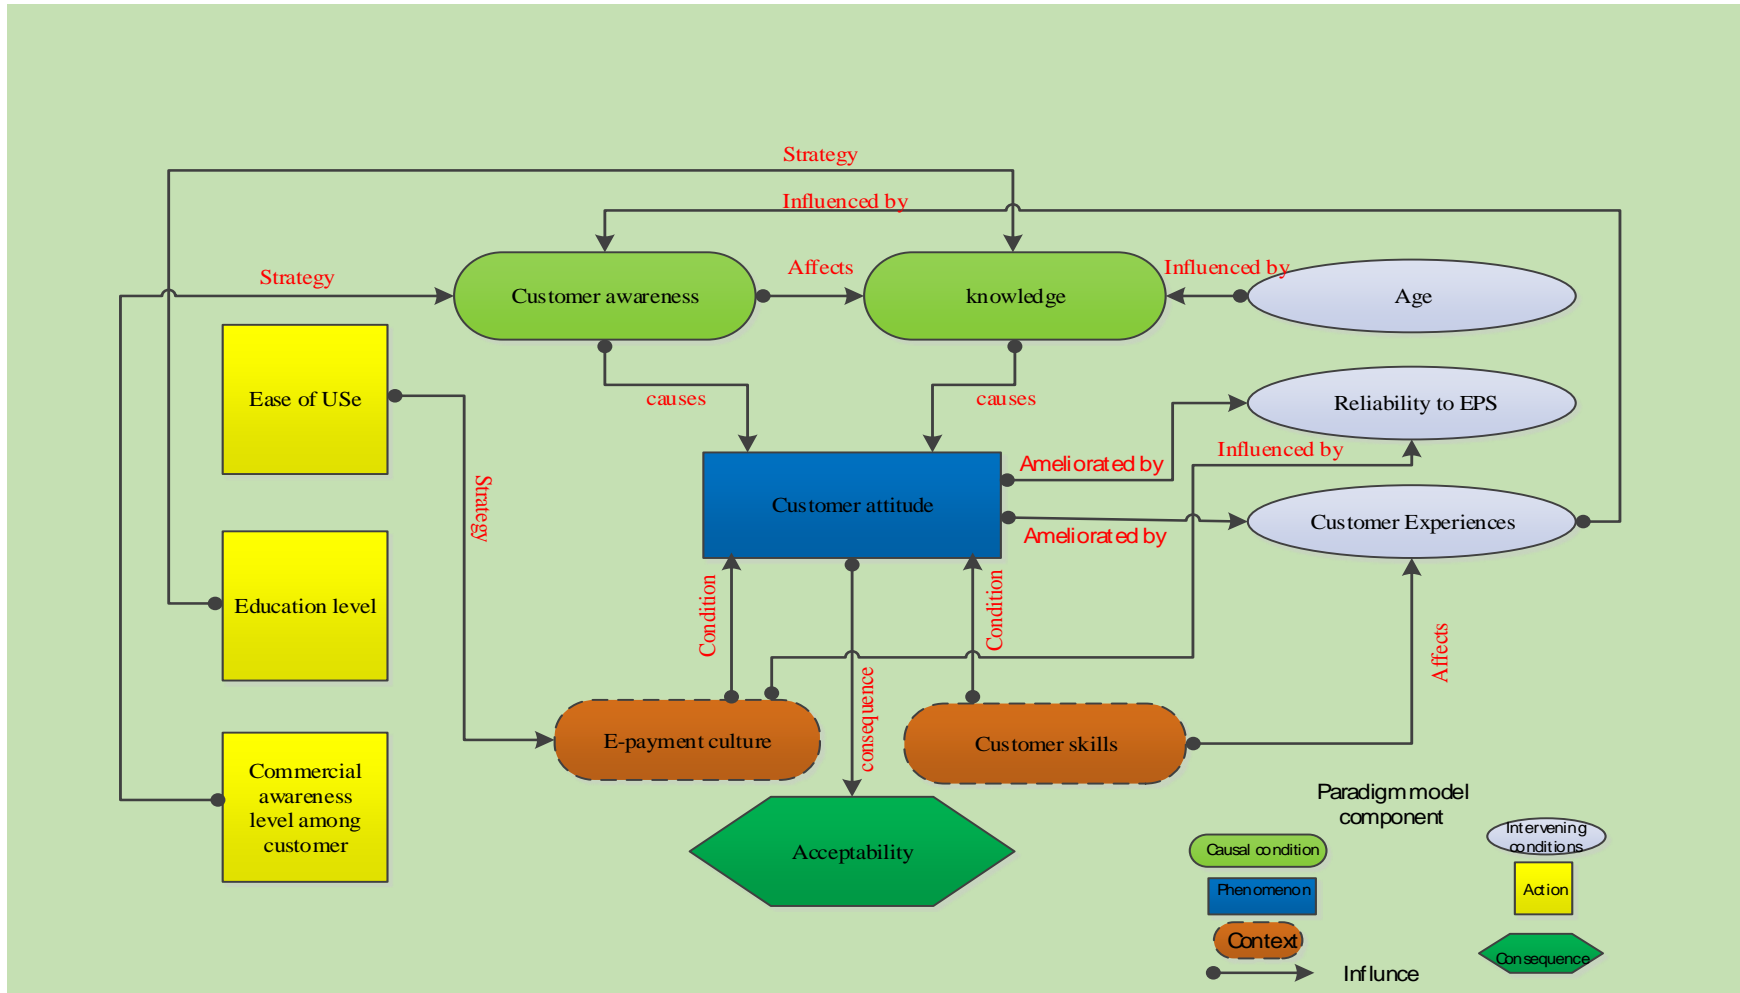 Strategy
Influenced by
Strategy
Affects
Influenced by
Customer awareness
knowledge
Age
Ease of USe
causes
causes
Reliability to EPS
Influenced by
Ameliorated by
Strategy
Customer attitude
Customer Experiences
Ameliorated by
Education level
Condition
Condition
Affects
consequence
E-payment culture
Customer skills
Commercial
awareness
level among
customer
Acceptability
Paradigm model
component
Causal condition
Intervening
conditions
Phenomenon
Action
Context
Consequence
Influnce